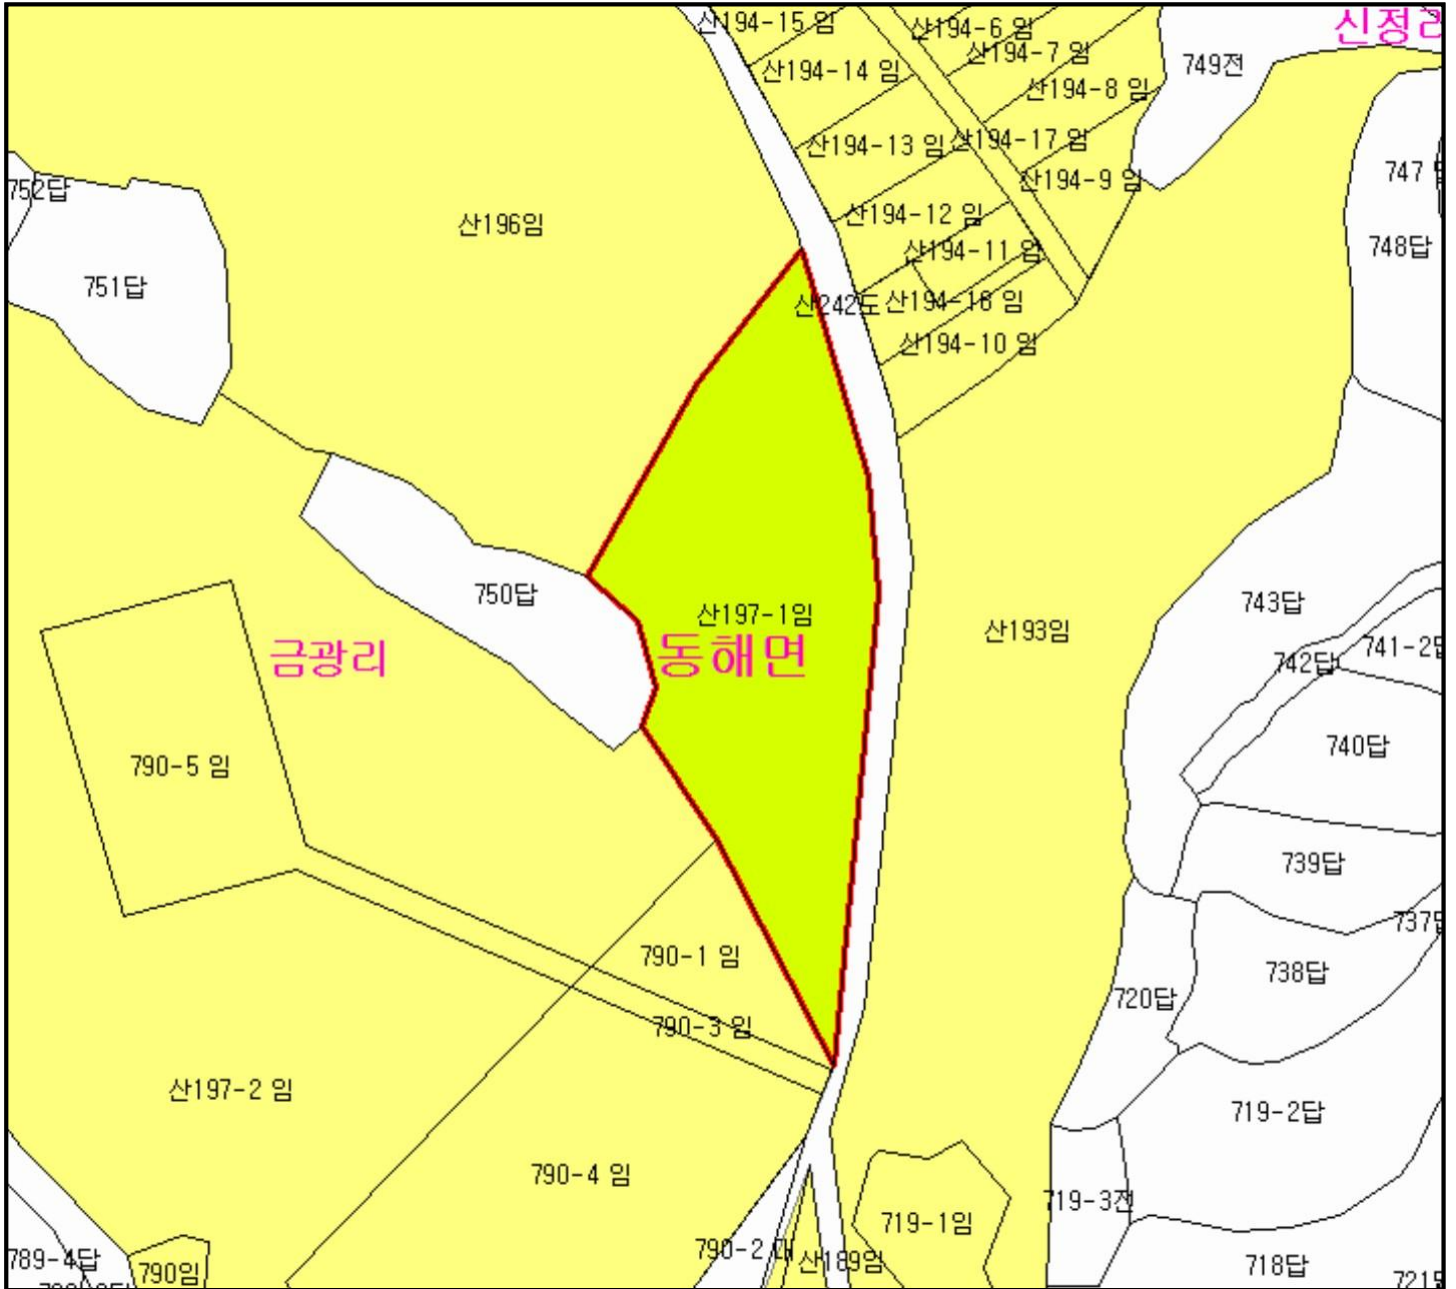 산194-15 임
산194-6 임
신정리
산194-7 임
749전
산194-14 임
산194-8 임
산194-13 임
산194-17 임
747
752답
산194-9 임
산196임
산194-12 임
748답
산194-11 임
751답
산242도
산194-16 임
산194-10 임
750답
743답
산197-1임
산193임
741-2답
금광리
동해면
742답
740답
790-5 임
739답
737답
790-1 임
738답
720답
790-3 임
산197-2 임
719-2답
790-4 임
719-3전
719-1임
790-2 대
789-4답
790임
산189임
718답